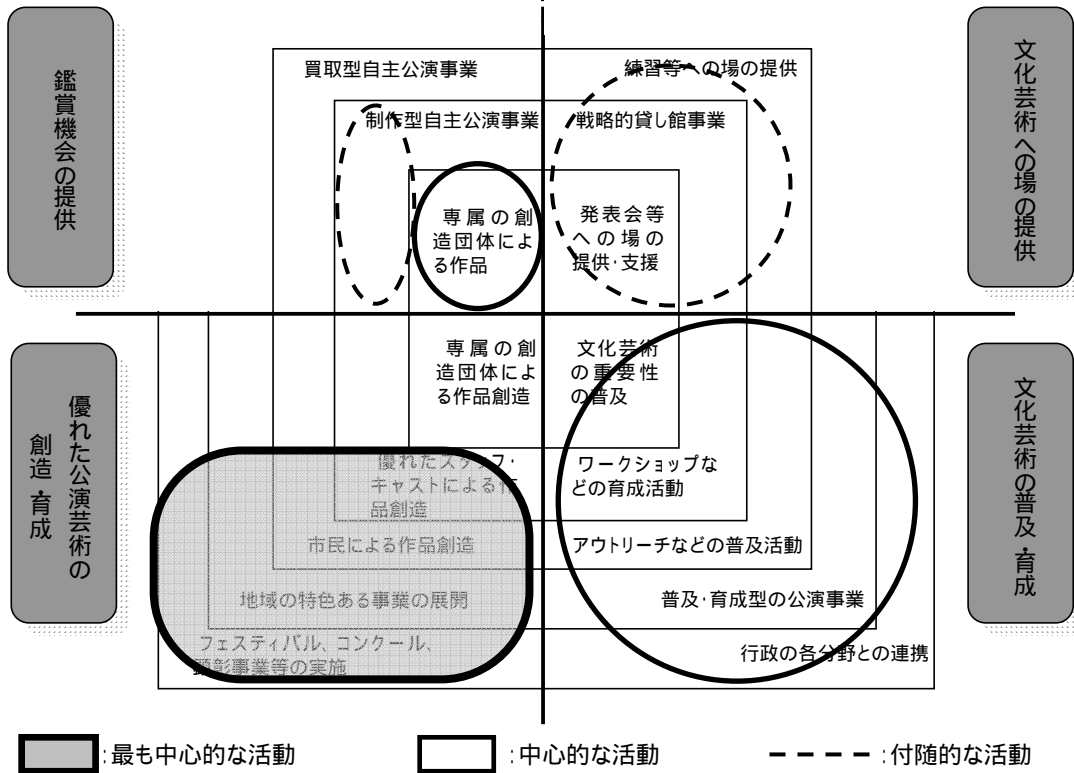 鑑賞機会の提供
文化芸術への場の提供
買取型自主公演事業
練習等への場の提供
制作型自主公演事業
戦略的貸し館事業
専属の創
造団体によ
る作品
発表会等
への場の
提供・支援
専属の創
造団体によ
る作品創造
文化芸術
の重要性
の普及
優れた公演芸術の
創造・育成
文化芸術の普及・育成
優れたスタッフ・
キャストによる作
品創造
ワークショップな
どの育成活動
市民による作品創造
アウトリーチなどの普及活動
地域の特色ある事業の展開
普及・育成型の公演事業
フェスティバル、コンクール、
顕彰事業等の実施
行政の各分野との連携
:最も中心的な活動
:中心的な活動
:付随的な活動